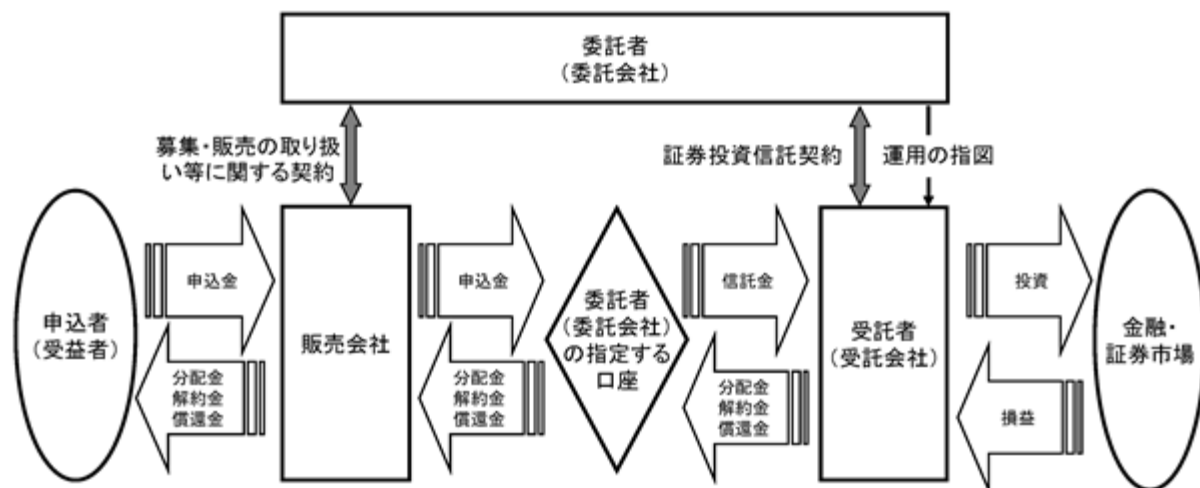 委託者
(委託会社)
募集・販売の取り扱
い等に関する契約
証券投資信託契約
運用の指図
申込者
(受益者)
申込金
分配金
解約金
償還金
販売会社
申込金
分配金
解約金
償還金
委託者
(委託会社)
の指定する
口座
信託金
分配金
解約金
償還金
受託者
(受託会社)
投資
損益
金融・
証券市場